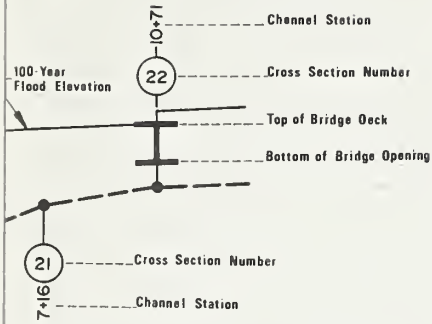 10+71
Channel Station
22
Cross Section Number
100-Year
Flood Elevation
Top of Bridge Deck
Bottom of Bridge Opening
21
Cross Section Number
7+16
Channel Station